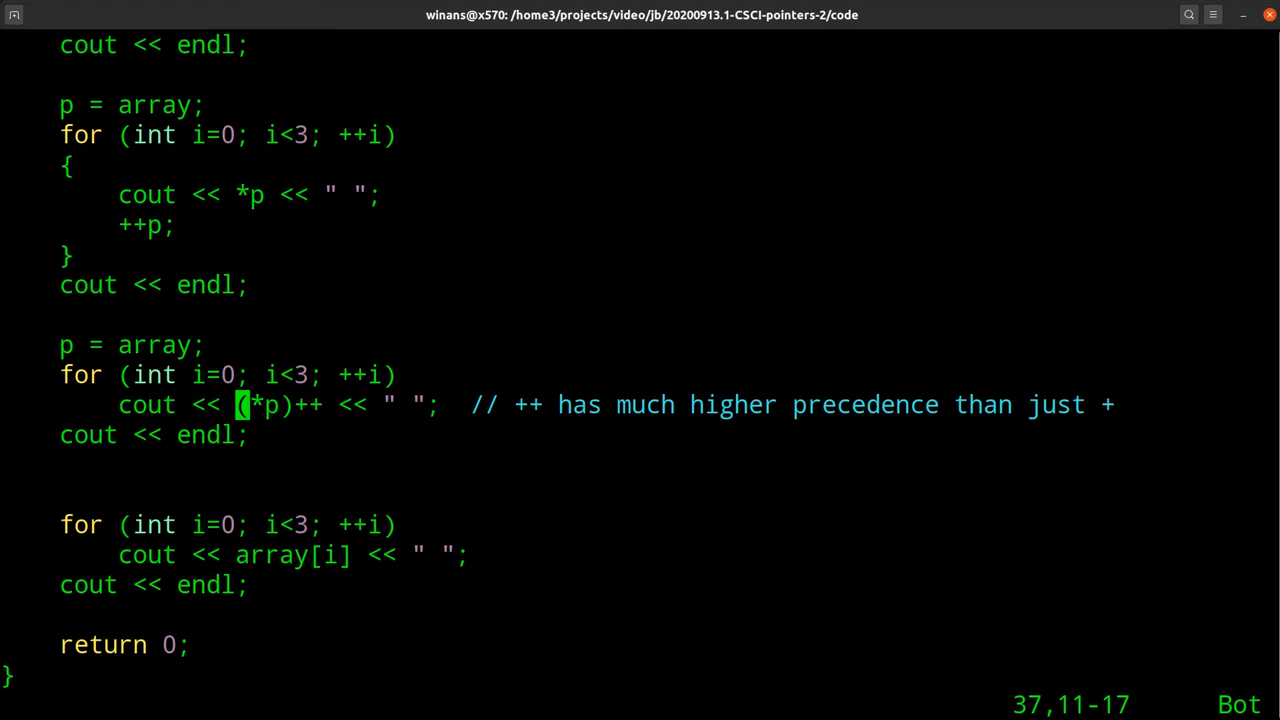 winans@x570: /home3/projects/video/jb/20200913.1-CSCI-pointers-2/code
    cout << endl;
    p = array;
    for (int i=0; i<3; ++i)
    {
        cout << *p << " ";
        ++p;
    }
    cout << endl;
    p = array;
    for (int i=0; i<3; ++i)
        cout << (*p)++ << " ";  // ++ has much higher precedence than just +
    cout << endl;
    for (int i=0; i<3; ++i)
        cout << array[i] << " ";
    cout << endl;
    return 0;
}
37,11-17 Bot